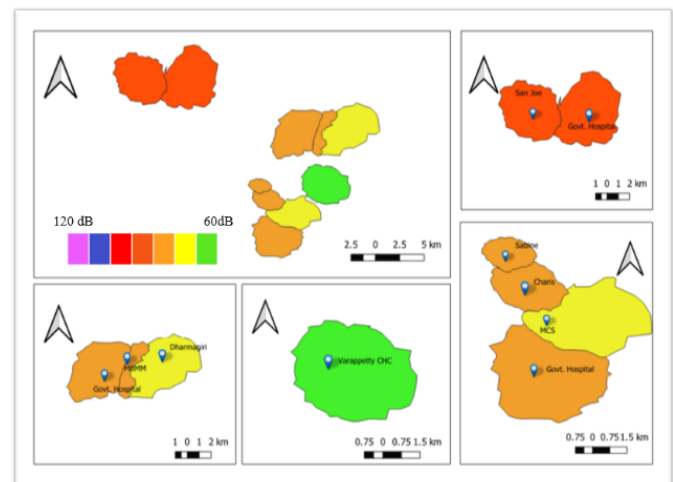 120 dB 60dB
2.5 0 2.5 5 km
San Joe
Govt. Hospital
1 0 1 2 km
Sabine
Charis
MCS
Govt. Hospital
0.75 0 0.75 1.5 km
Dharmagiri
MBMM
Govt. Hospital
1 0 1 2 km
Varappetty CHC
0.75 0 0.75 1.5 km